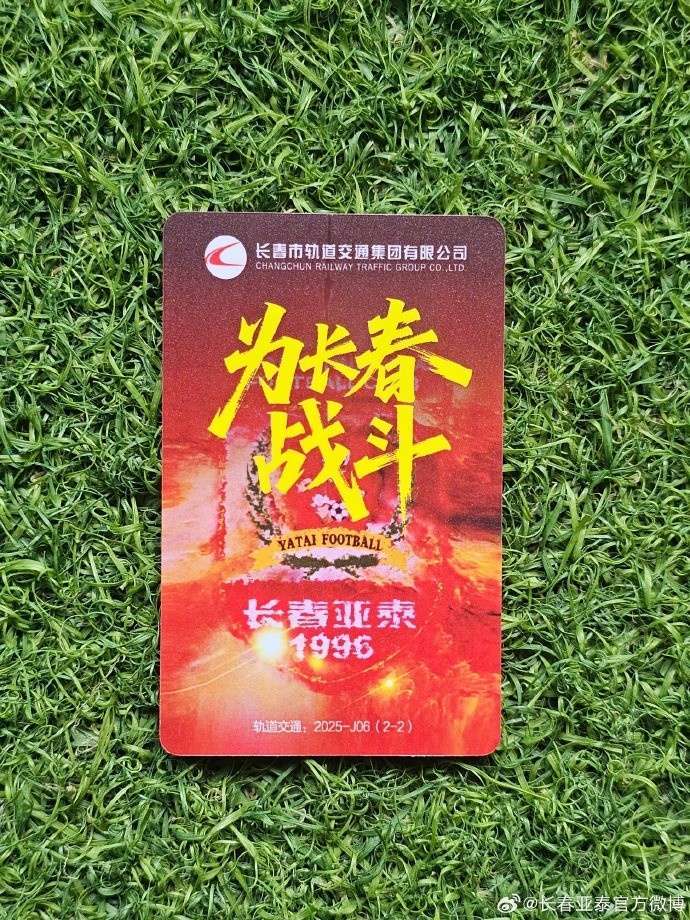 长春市轨道交通集团有限公司
CHANGCHUN RAILWAY TRAFFIC GROUP CO.,LTD.
为长春
战斗
YATAI FOOTBALL
长春亚泰
1996
轨道交通：2025-J06（2-2）
@长春亚泰官方微博